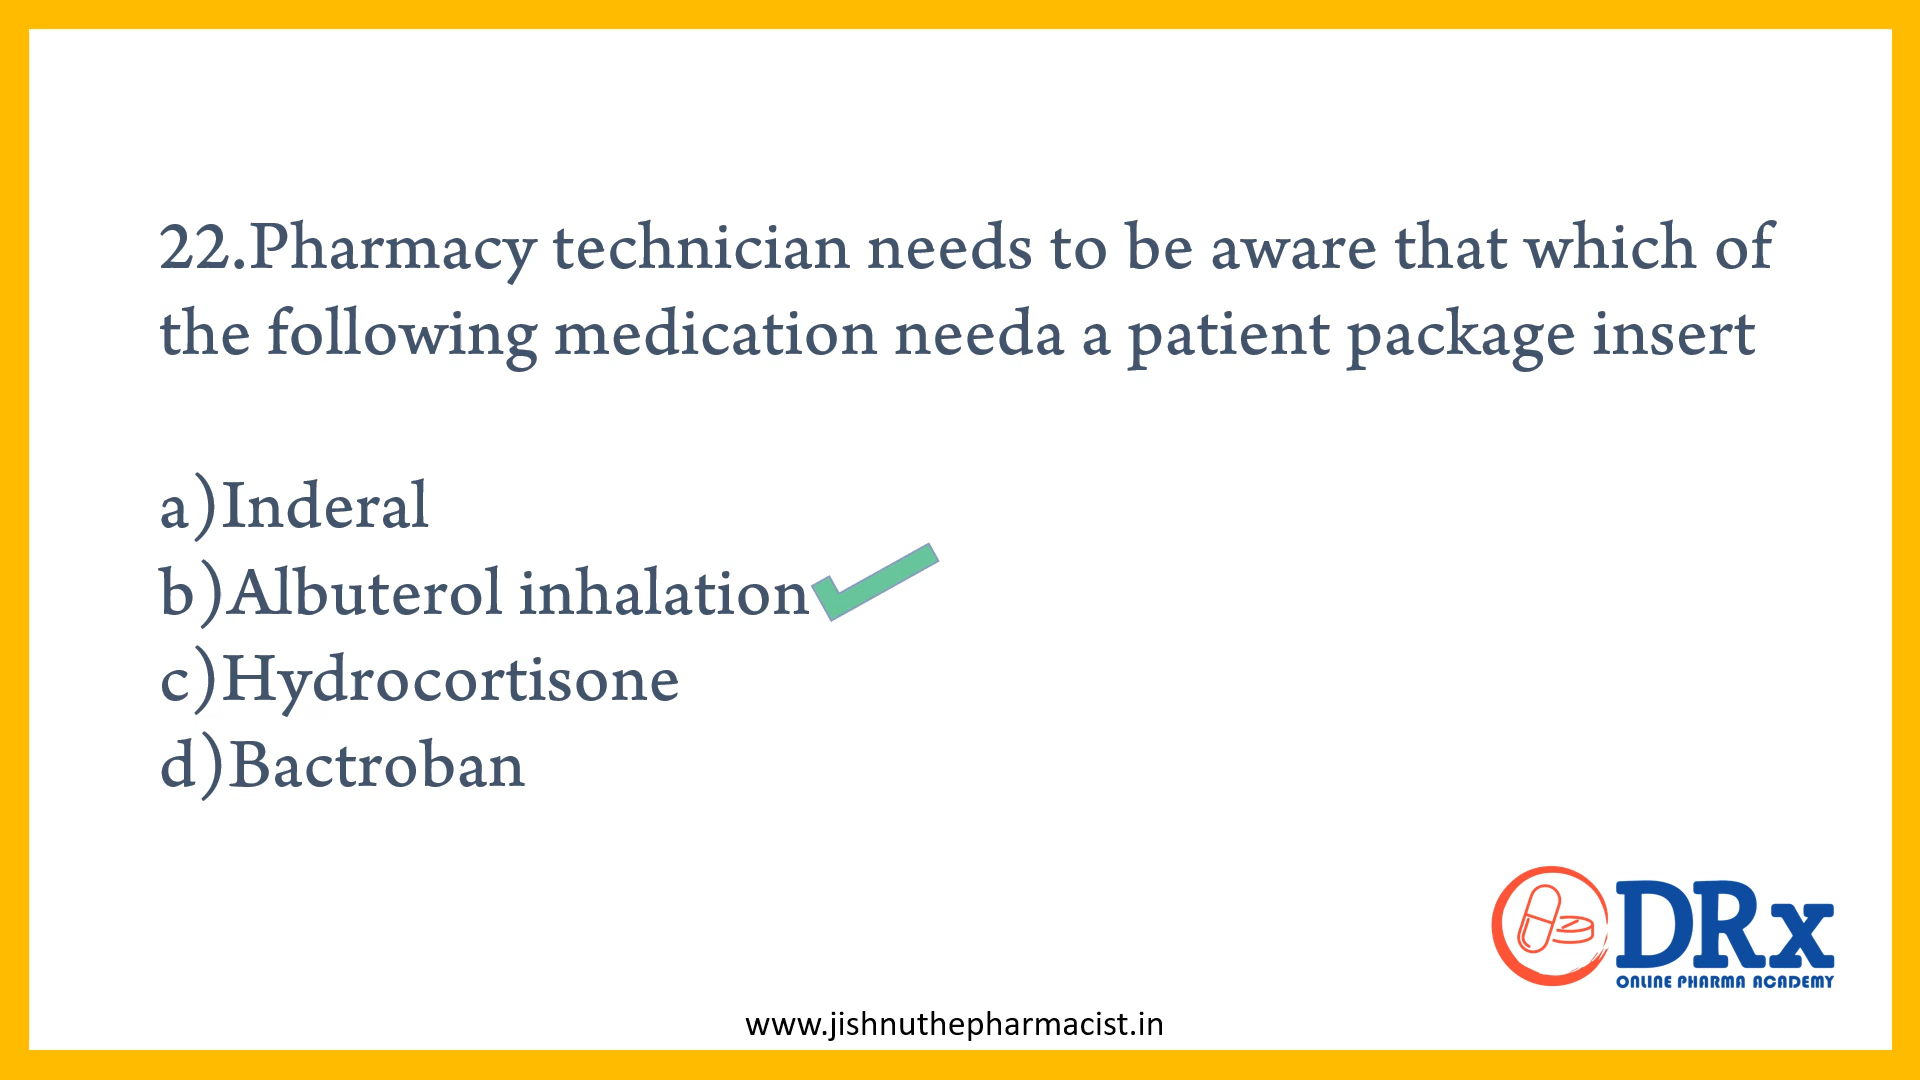 22.Pharmacy technician needs to be aware that which of
the following medication needa a patient package insert
a)Inderal
b)Albuterol inhalation
c)Hydrocortisone
d)Bactroban
DRx
ONLINE PHARMA ACADEMY
www.jishnuthepharmacist.in